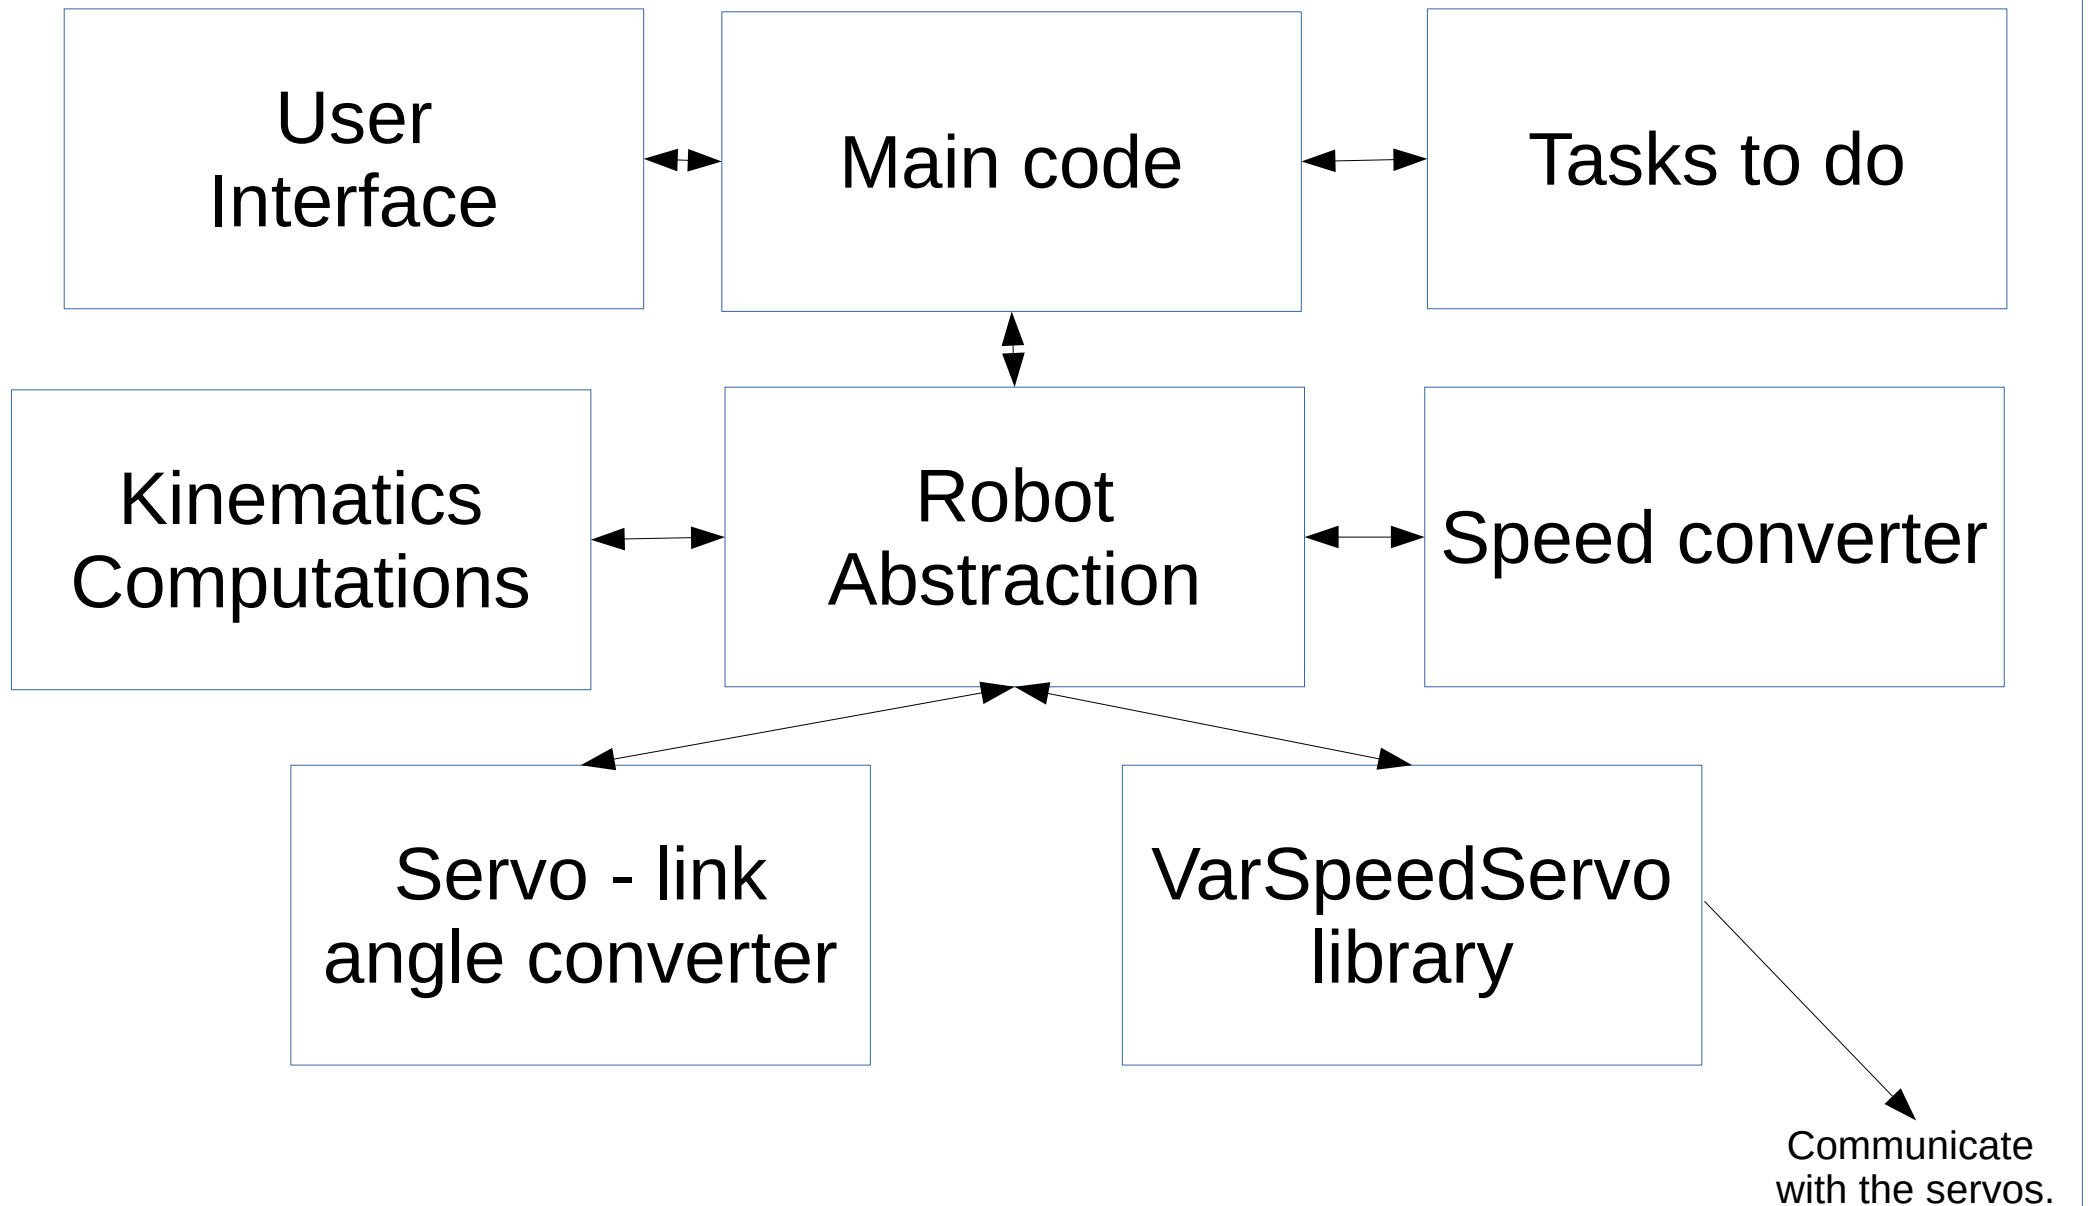 User
Interface
Main code
Tasks to do
Kinematics
Computations
Robot
Abstraction
Speed converter
Servo - link
angle converter
VarSpeedServo
library
Communicate
with the servos.